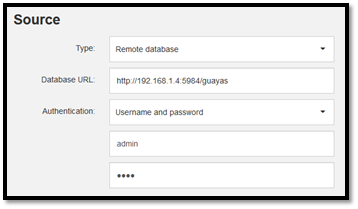 Source
Type: Remote database
Database URL: http://192.168.1.4:5984/guayas
Authentication: Username and password
admin
••••